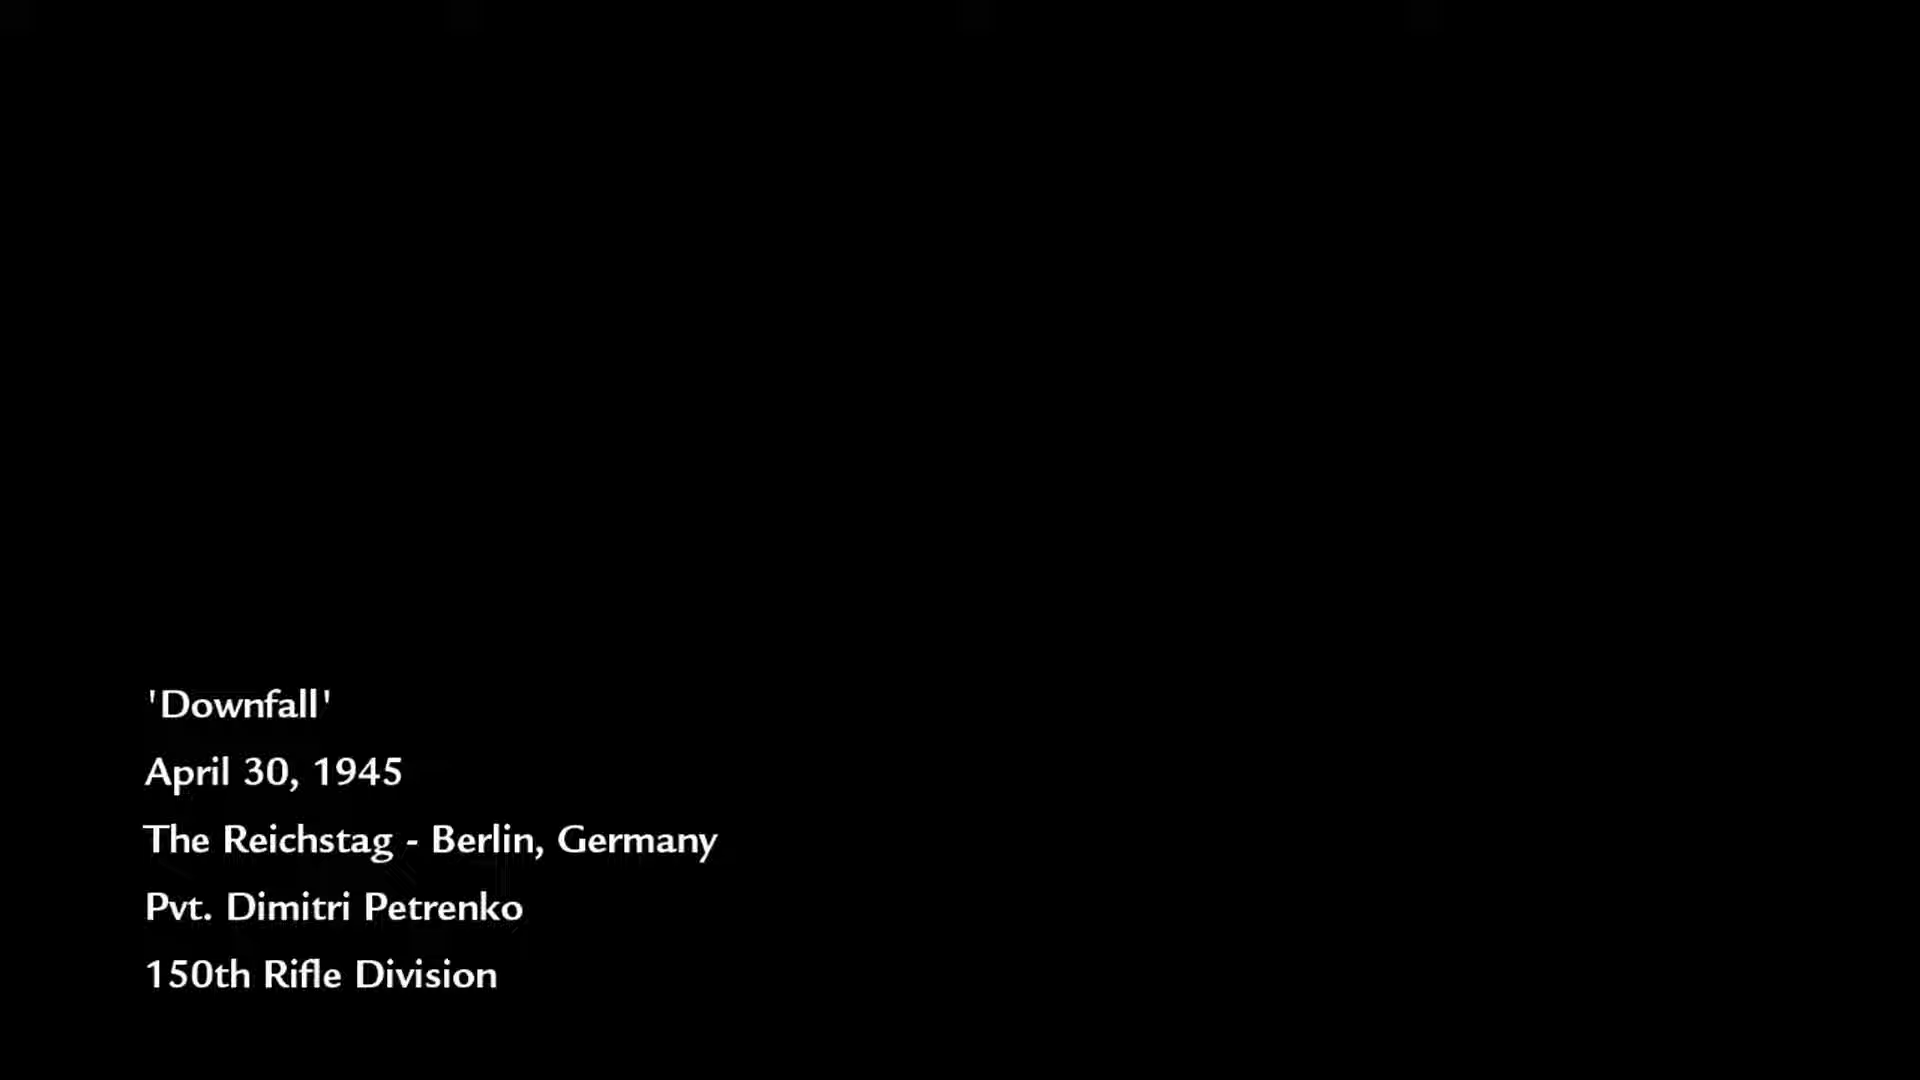 'Downfall'
April 30, 1945
The Reichstag - Berlin, Germany
Pvt. Dimitri Petrenko
150th Rifle Division